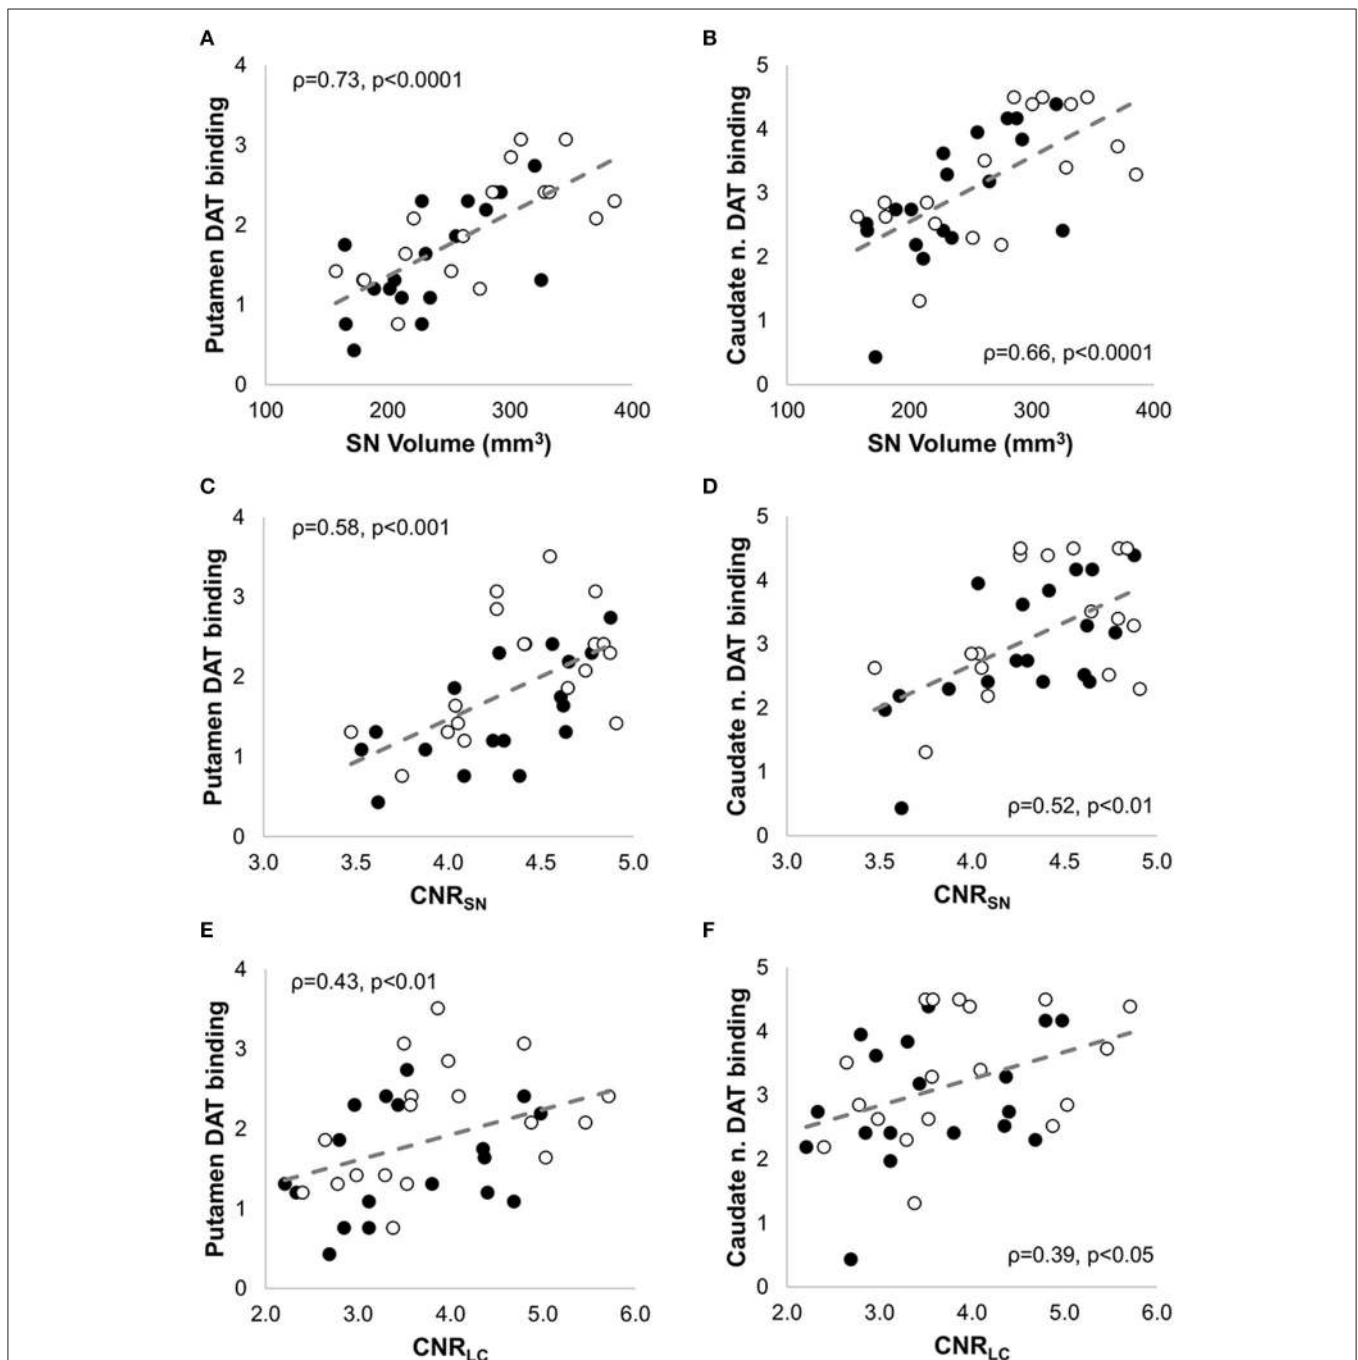 A
ρ=0.73, p<0.0001
Putamen DAT binding
4
3
2
1
0
100 200 300 400
SN Volume (mm³)
B
Caudate n. DAT binding
5
4
3
2
1
0
ρ=0.66, p<0.0001
100 200 300 400
SN Volume (mm³)
C
ρ=0.58, p<0.001
Putamen DAT binding
4
3
2
1
0
3.0 3.5 4.0 4.5 5.0
CNR_SN
D
Caudate n. DAT binding
5
4
3
2
1
0
ρ=0.52, p<0.01
3.0 3.5 4.0 4.5 5.0
CNR_SN
E
ρ=0.43, p<0.01
Putamen DAT binding
4
3
2
1
0
2.0 3.0 4.0 5.0 6.0
CNR_LC
F
Caudate n. DAT binding
5
4
3
2
1
0
ρ=0.39, p<0.05
2.0 3.0 4.0 5.0 6.0
CNR_LC